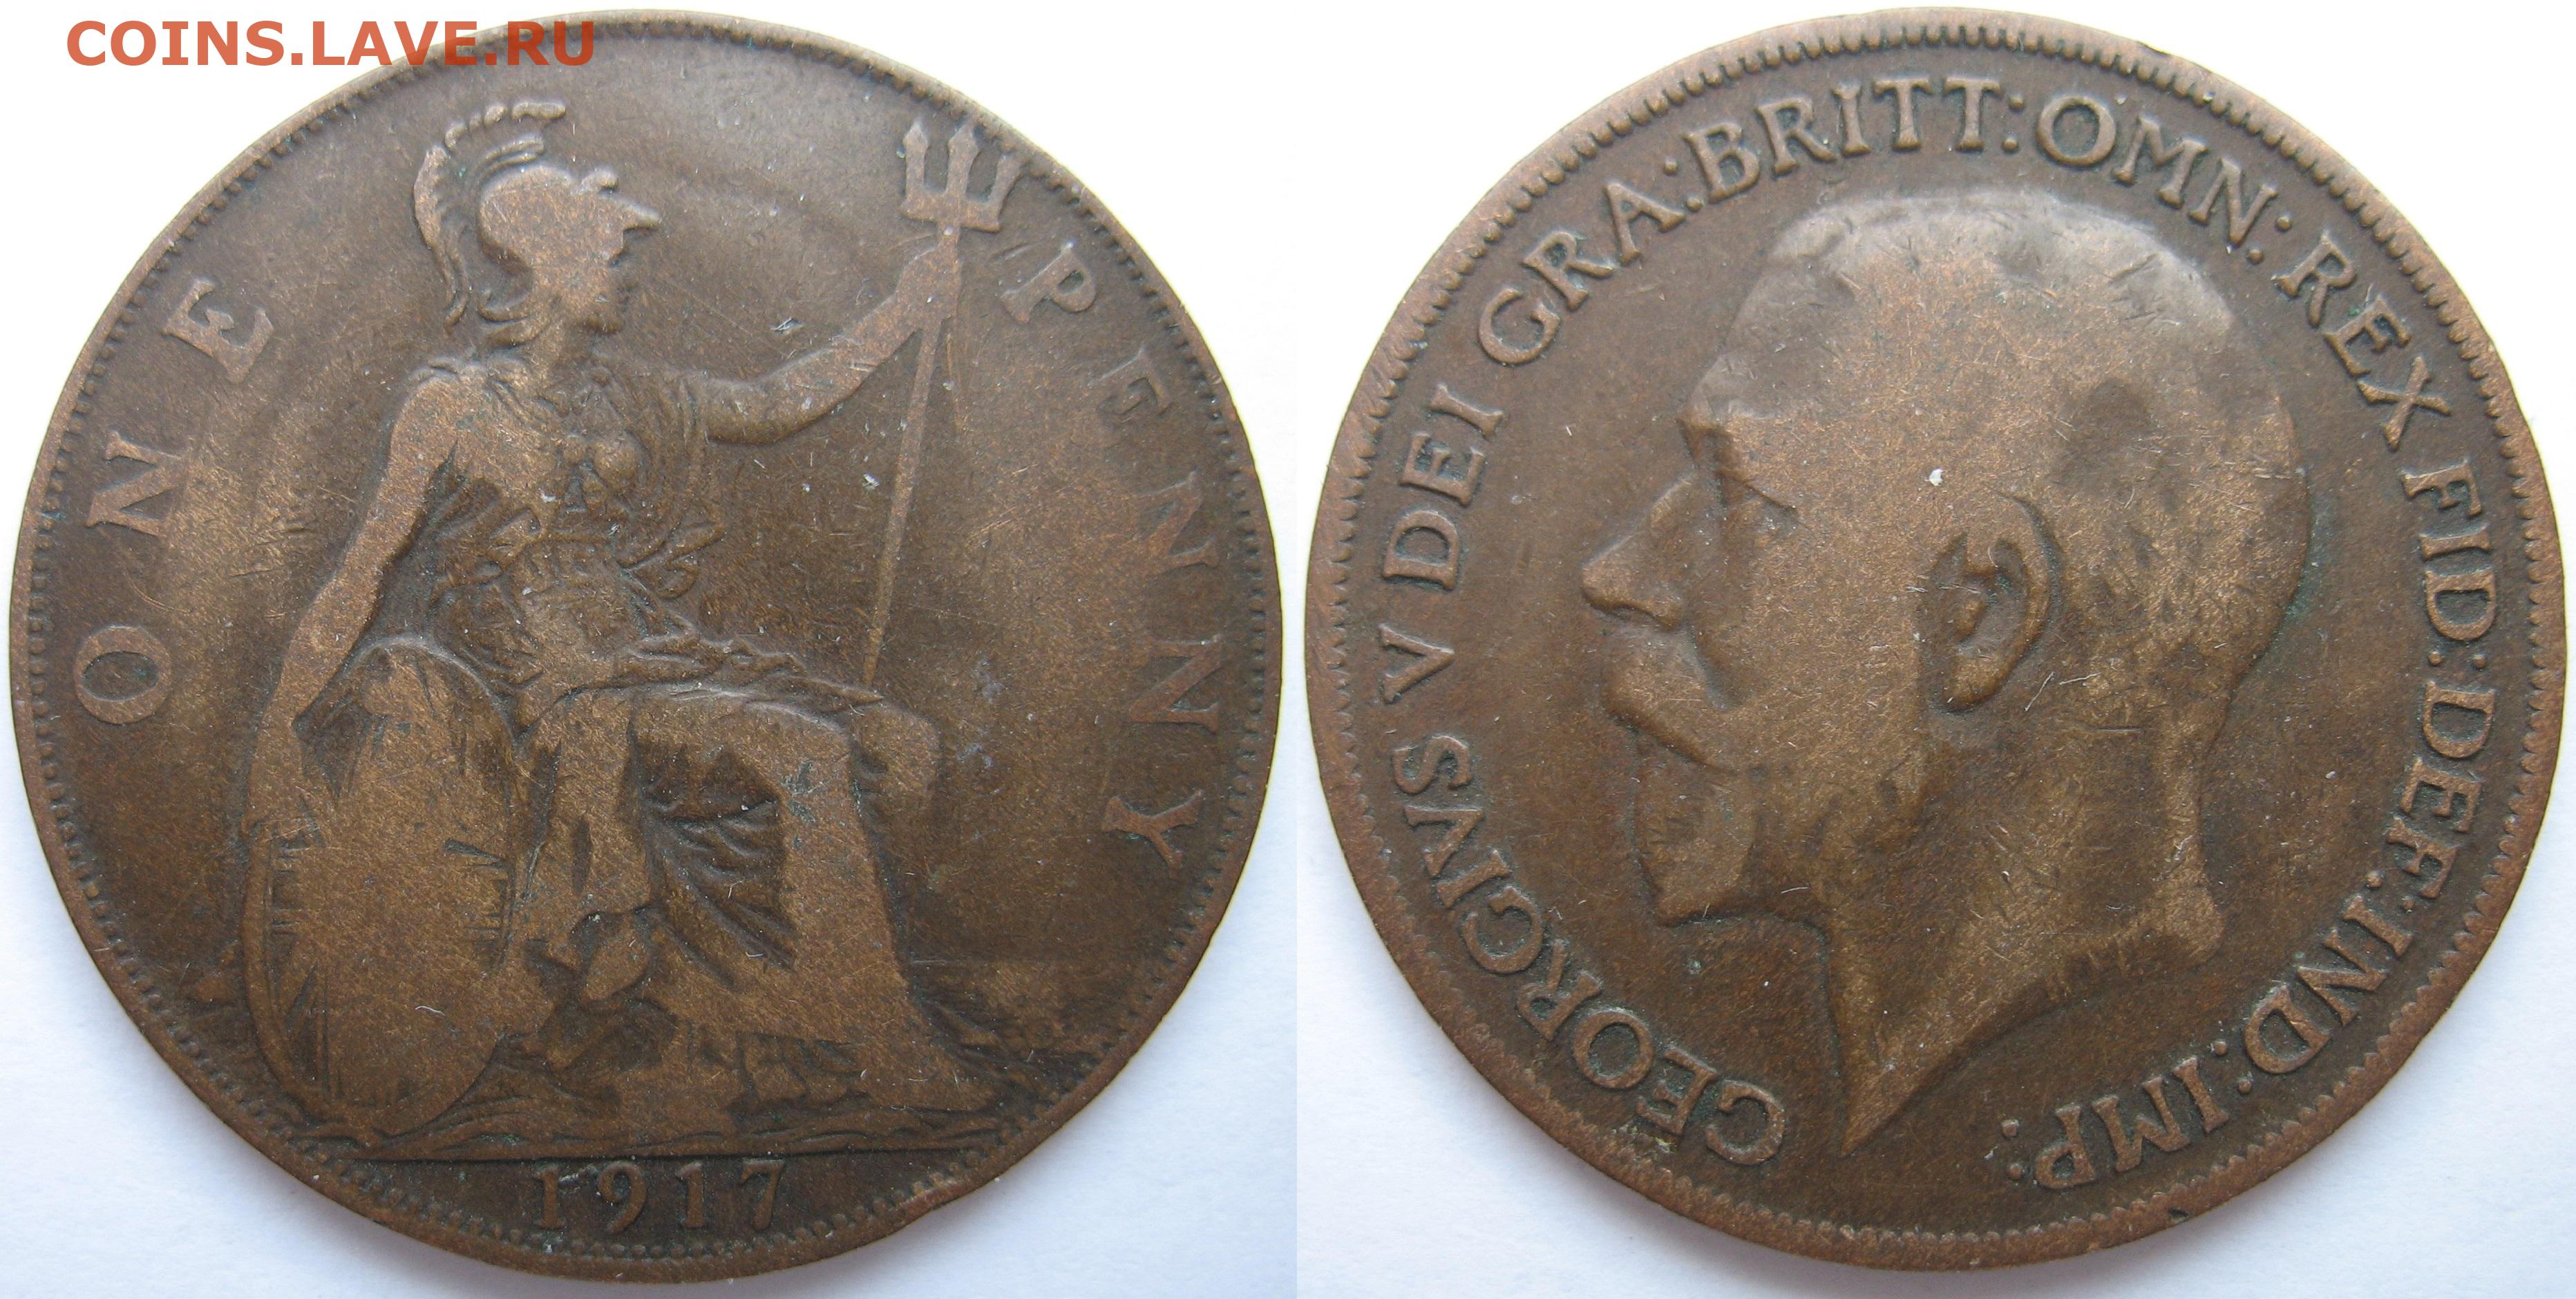 COINS.LAVE.RU
ONE PENNY
1917
GEORGIVS V DEI GRA: BRITT: OMN: REX FID: DEF: IND: IMP: